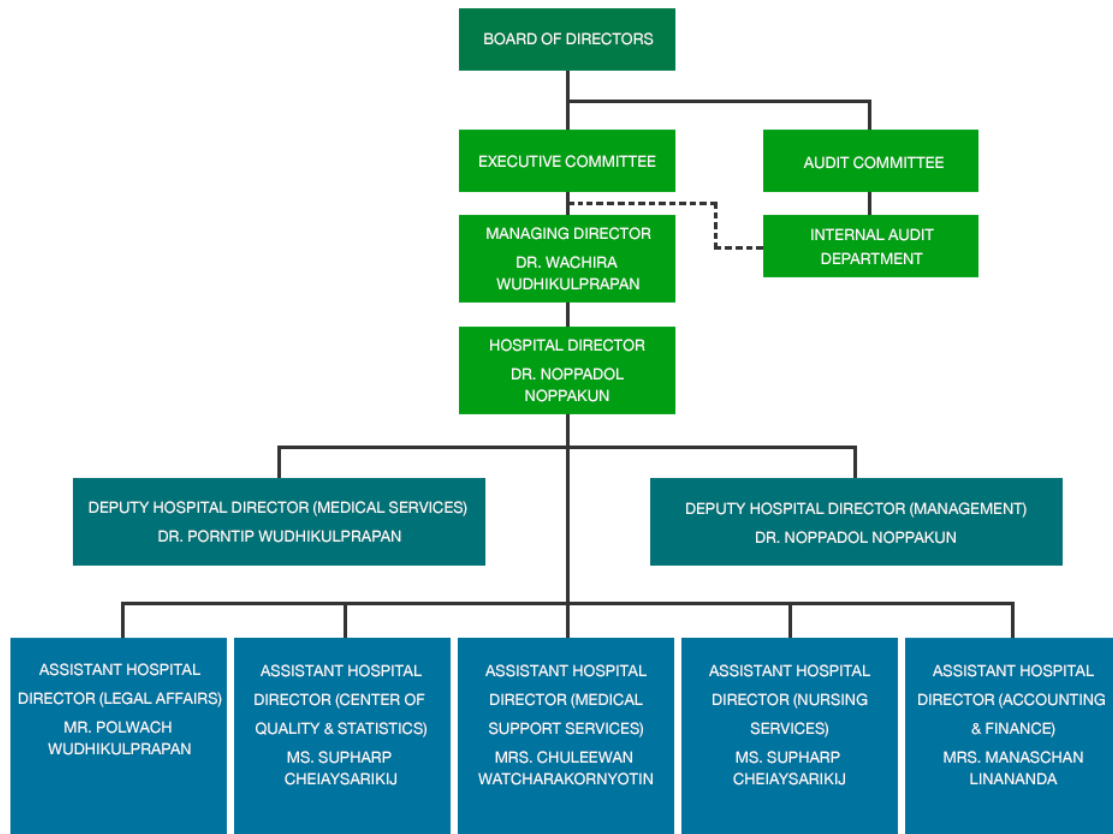 BOARD OF DIRECTORS
EXECUTIVE COMMITTEE
AUDIT COMMITTEE
MANAGING DIRECTOR
DR. WACHIRA
WUDHIKULPRAPAN
INTERNAL AUDIT
DEPARTMENT
HOSPITAL DIRECTOR
DR. NOPPADOL
NOPPAKUN
DEPUTY HOSPITAL DIRECTOR (MEDICAL SERVICES)
DR. PORNTIP WUDHIKULPRAPAN
DEPUTY HOSPITAL DIRECTOR (MANAGEMENT)
DR. NOPPADOL NOPPAKUN
ASSISTANT HOSPITAL
DIRECTOR (LEGAL AFFAIRS)
MR. POLWACH
WUDHIKULPRAPAN
ASSISTANT HOSPITAL
DIRECTOR (CENTER OF
QUALITY & STATISTICS)
MS. SUPHARP
CHEIAYSARIKIJ
ASSISTANT HOSPITAL
DIRECTOR (MEDICAL
SUPPORT SERVICES)
MRS. CHULEEWAN
WATCHARAKORNYOTIN
ASSISTANT HOSPITAL
DIRECTOR (NURSING
SERVICES)
MS. SUPHARP
CHEIAYSARIKIJ
ASSISTANT HOSPITAL
DIRECTOR (ACCOUNTING
& FINANCE)
MRS. MANASCHAN
LINANANDA